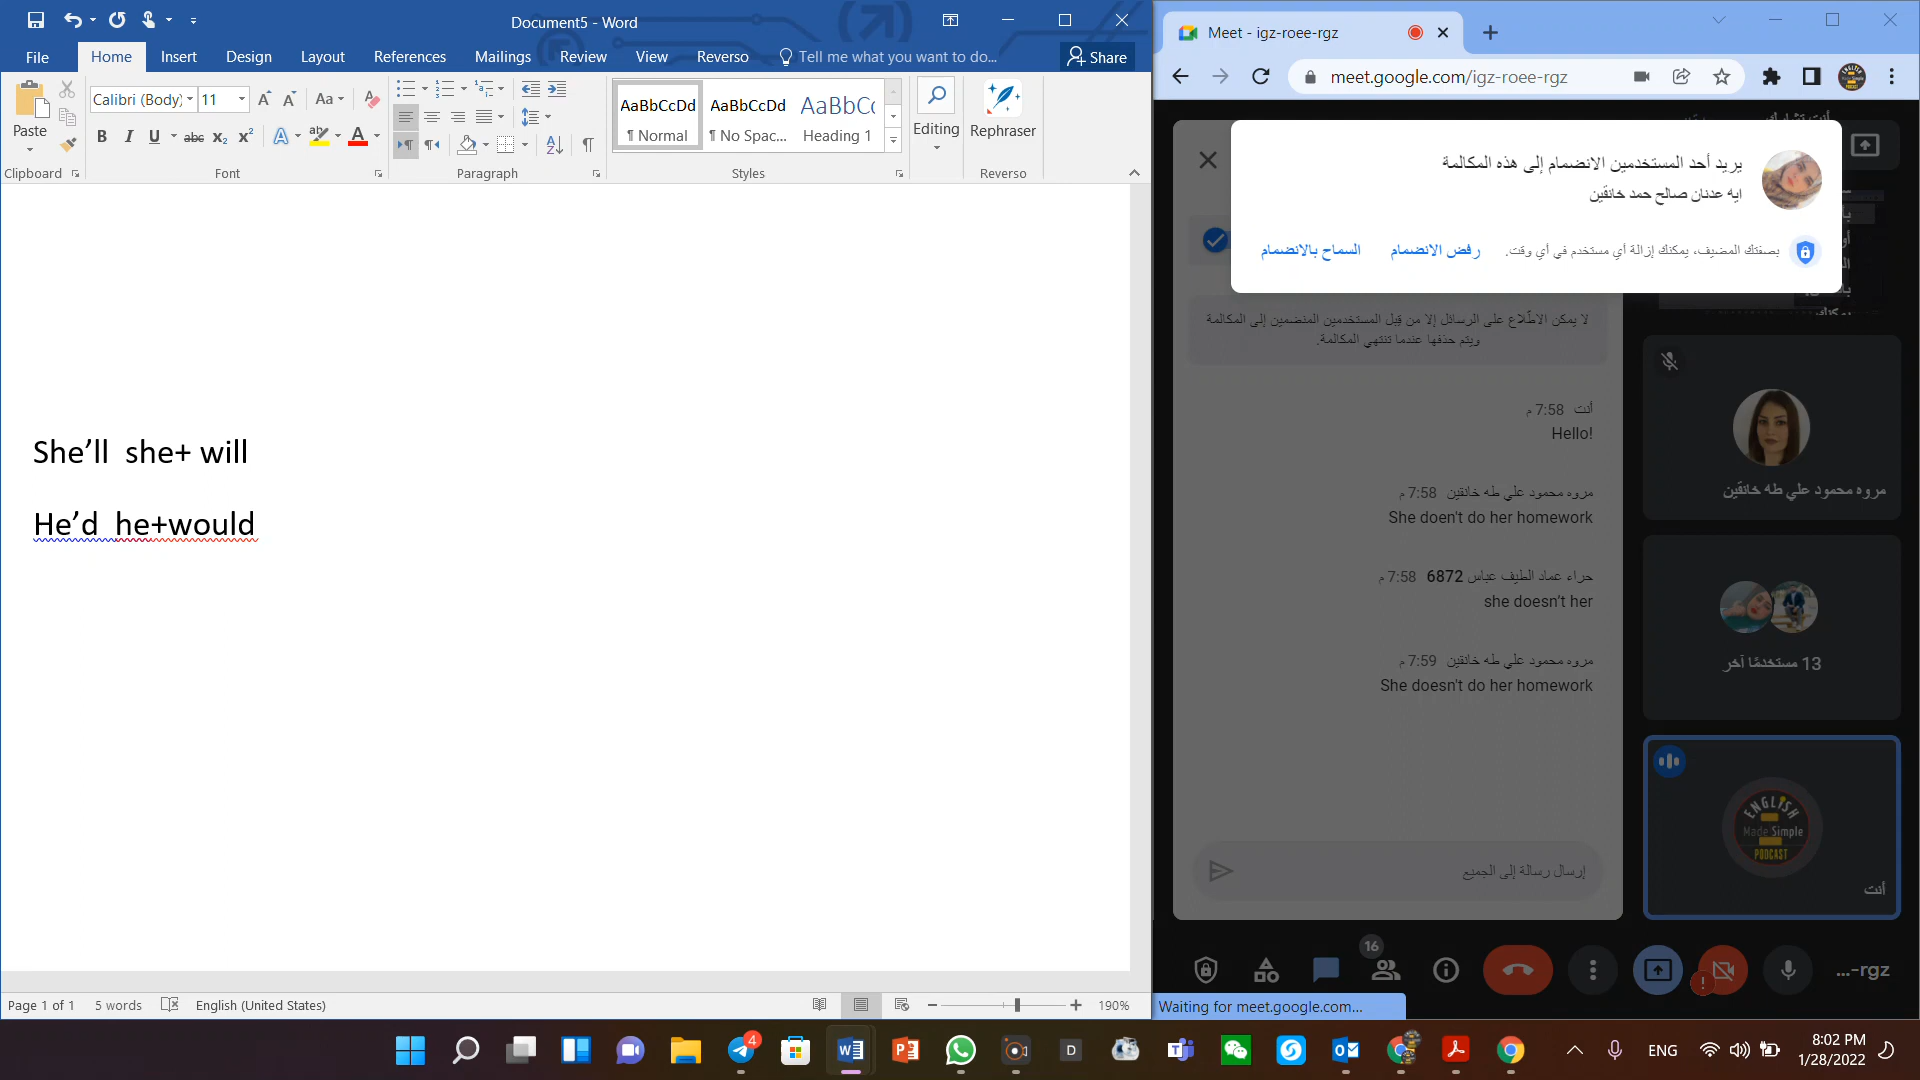 Document5 - Word
File
Home
Insert
Design
Layout
References
Mailings
Review
View
Reverso
Tell me what you want to do...
Share
Paste
Calibri (Body)
11
Aa
Editing
Rephraser
AaBbCcDd
AaBbCcDd
AaBbCc
¶ Normal
¶ No Spac...
Heading 1
Clipboard
Font
Paragraph
Styles
Reverso
She’ll she+ will
He’d he+would
Page 1 of 1
5 words
English (United States)
190%
Meet - igz-roee-rgz
meet.google.com/igz-roee-rgz
يريد أحد المستخدمين الانضمام إلى هذه المكالمة
ايه عدنان صالح حمد خانقين
بصفتك المضيف، يمكنك إزالة أي مستخدم في أي وقت.
رفض الانضمام
السماح بالانضمام
لا يمكن الاطّلاع على الرسائل إلا من قِبل المستخدمين المنضمين إلى المكالمة
ويتم حذفها عندما تنتهي المكالمة.
أنت 7:58 م
Hello!
مروه محمود علي طه خانقين 7:58 م
She doen't do her homework
حراء عماد الطيف عباس 6872 7:58 م
she doesn’t her
مروه محمود علي طه خانقين 7:59 م
She doesn't do her homework
إرسال رسالة إلى الجميع
مروه محمود علي طه خانقين
13 مستخدمًا آخر
ENGLISH
Made Simple
PODCAST
أنت
16
...-rgz
Waiting for meet.google.com...
4
ENG
8:02 PM
1/28/2022